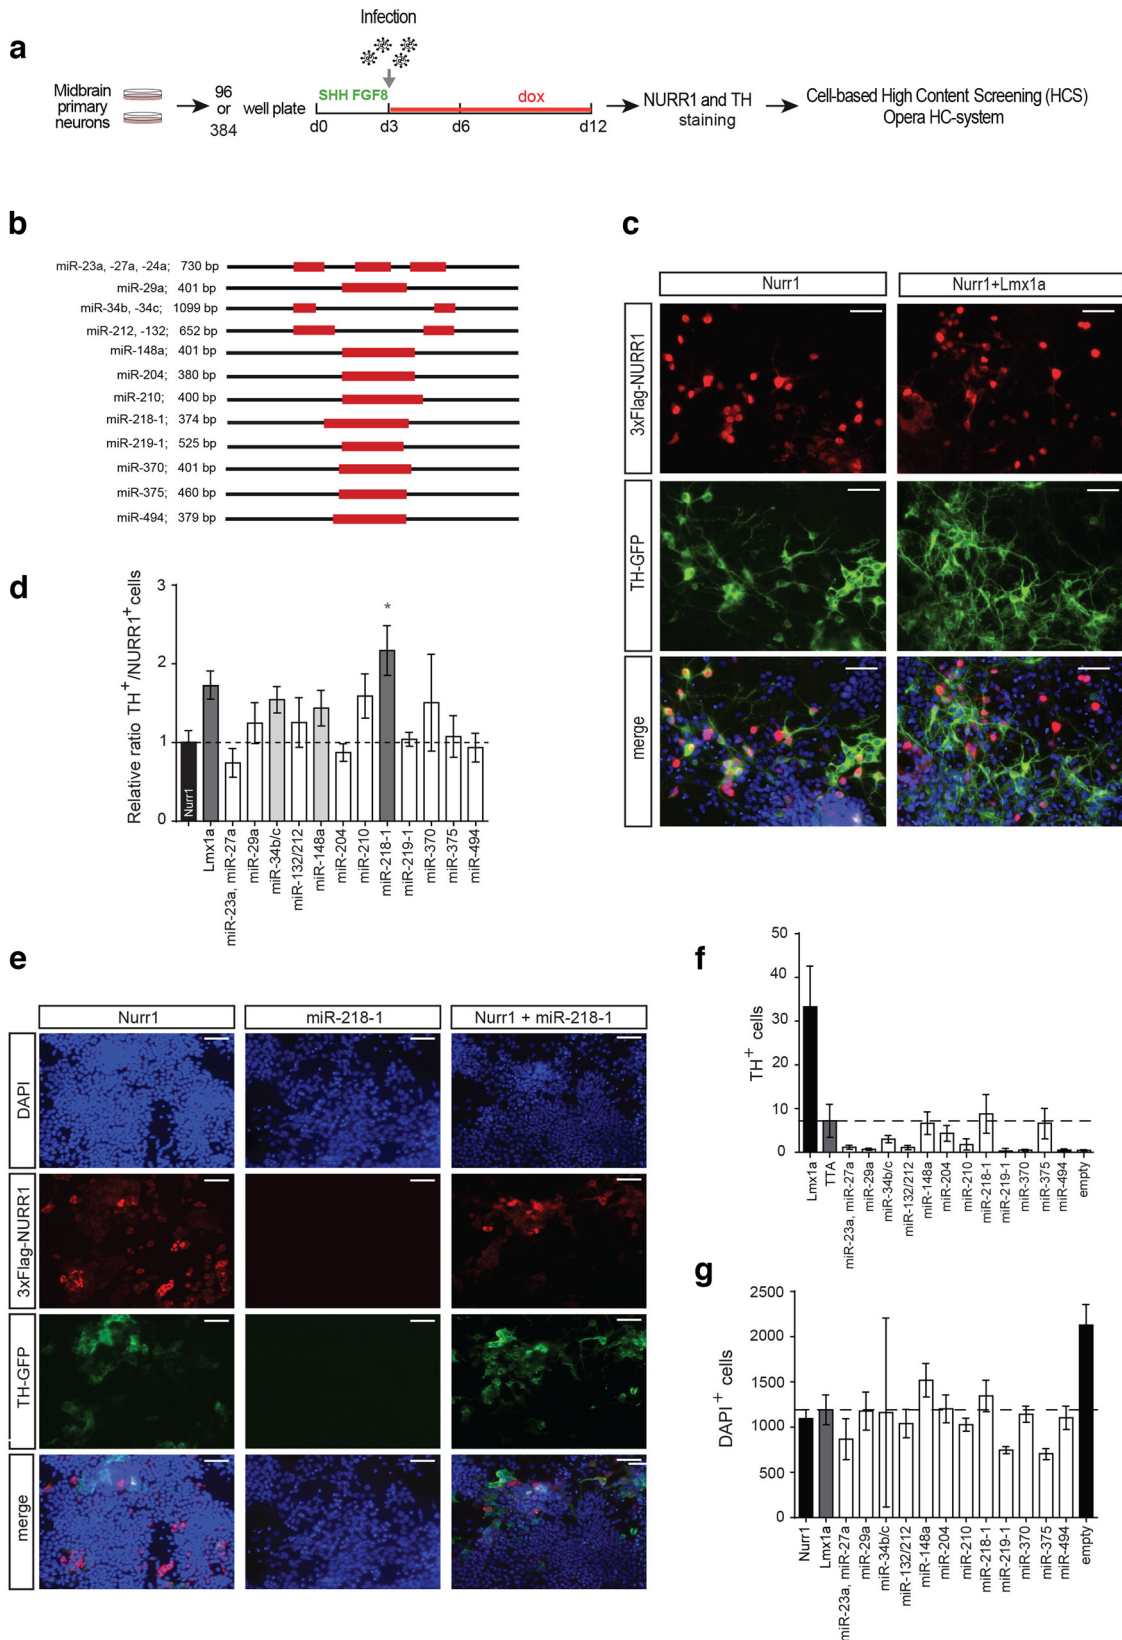 a
Infection
Midbrain
primary
neurons
96
or
384
well plate
SHH FGF8
dox
d0
d3
d6
d12
NURR1 and TH
staining
Cell-based High Content Screening (HCS)
Opera HC-system
b
miR-23a, -27a, -24a; 730 bp
miR-29a; 401 bp
miR-34b, -34c; 1099 bp
miR-212, -132; 652 bp
miR-148a; 401 bp
miR-204; 380 bp
miR-210; 400 bp
miR-218-1; 374 bp
miR-219-1; 525 bp
miR-370; 401 bp
miR-375; 460 bp
miR-494; 379 bp
c
Nurr1
Nurr1+Lmx1a
3xFlag-NURR1
TH-GFP
merge
d
Relative ratio TH+/NURR1+cells
3
2
1
0
*
Nurr1
Lmx1a
miR-23a, miR-27a
miR-29a
miR-34b/c
miR-132/212
miR-148a
miR-204
miR-210
miR-218-1
miR-219-1
miR-370
miR-375
miR-494
e
Nurr1
miR-218-1
Nurr1 + miR-218-1
DAPI
3xFlag-NURR1
TH-GFP
merge
f
TH+ cells
50
40
30
20
10
0
Lmx1a
TTA
miR-23a, miR-27a
miR-29a
miR-34b/c
miR-132/212
miR-148a
miR-204
miR-210
miR-218-1
miR-219-1
miR-370
miR-375
miR-494
empty
g
DAPI+ cells
2500
2000
1500
1000
500
0
Nurr1
Lmx1a
miR-23a, miR-27a
miR-29a
miR-34b/c
miR-132/212
miR-148a
miR-204
miR-210
miR-218-1
miR-219-1
miR-370
miR-375
miR-494
empty